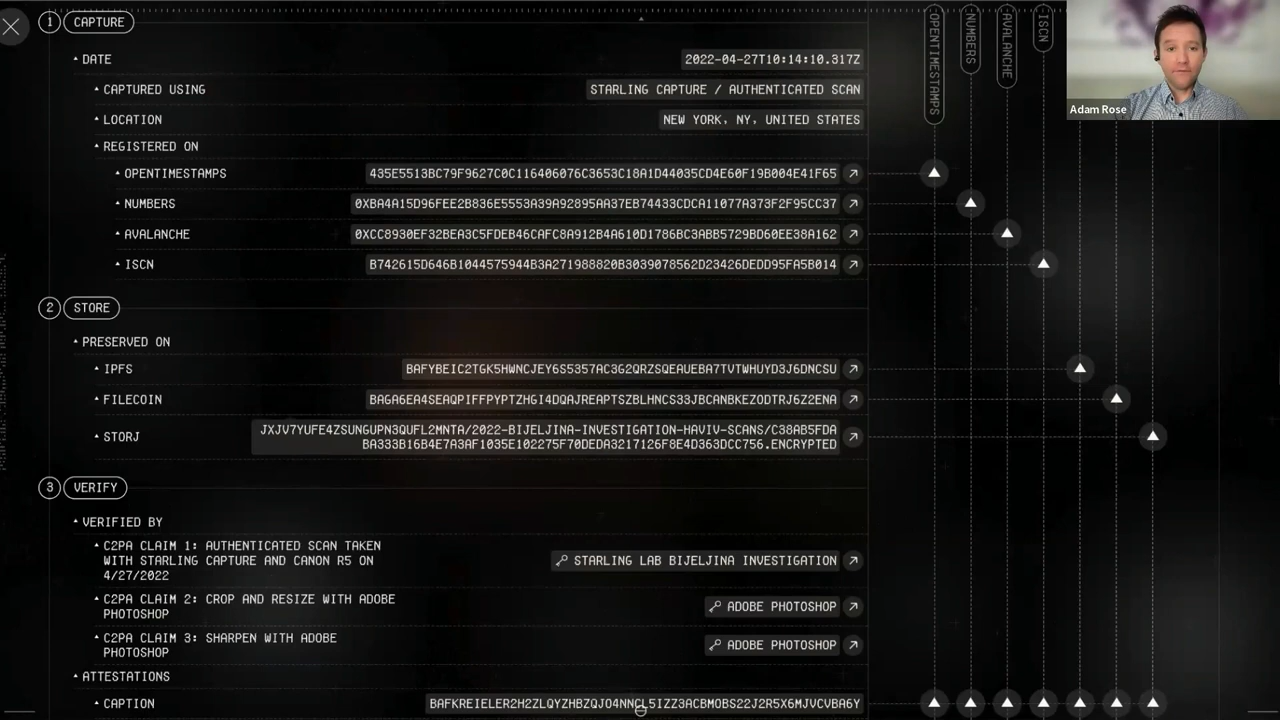 1 CAPTURE
OPENTIMESTAMPS
NUMBERS
AVALANCHE
ISCN
Adam Rose
DATE 2022-04-27T10:14:10.317Z
CAPTURED USING STARLING CAPTURE / AUTHENTICATED SCAN
LOCATION NEW YORK, NY, UNITED STATES
REGISTERED ON
OPENTIMESTAMPS 435E5513BC79F9627C0C116406076C3653C18A1D44035CD4E60F19B004E41F65
NUMBERS 0XBA4A15D96FEE2B836E5553A39A92895AA37EB74433CDCA11077A373F2F95CC37
AVALANCHE 0XCC8930EF32BEA3C5FDEB46CAFC8A912B4A610D1786BC3ABB5729BD60EE38A162
ISCN B742615D646B1044575944B3A271988820B3039078562D23426DEDD95FA5B014
2 STORE
PRESERVED ON
IPFS BAFYBEIC2TGK5HWNCJEY6S5357AC3G2QRZSQEAUEBA7TVTWHUYD3J6DNCSU
FILECOIN BAGA6EA4SEAQPIFFPYPTZHGI4DQAJREAPTSZBLHNCS33JBCANBKEZODTRJ6Z2ENA
STORJ JXJV7YUFE4ZSUNGUPN3QUFL2MNTA/2022-BIJELJINA-INVESTIGATION-HAVIV-SCANS/C38AB5FDA
BA333B16B4E7A3AF1035E102275F70DEDA3217126F8E4D363DCC756.ENCRYPTED
3 VERIFY
VERIFIED BY
C2PA CLAIM 1: AUTHENTICATED SCAN TAKEN
WITH STARLING CAPTURE AND CANON R5 ON
4/27/2022
STARLING LAB BIJELJINA INVESTIGATION
C2PA CLAIM 2: CROP AND RESIZE WITH ADOBE
PHOTOSHOP
ADOBE PHOTOSHOP
C2PA CLAIM 3: SHARPEN WITH ADOBE
PHOTOSHOP
ADOBE PHOTOSHOP
ATTESTATIONS
CAPTION BAFKREIELER2H2ZLQYZHBZQJO4NNCL5IZZ3ACBMOBS22J2R5X6MJVCVBA6Y